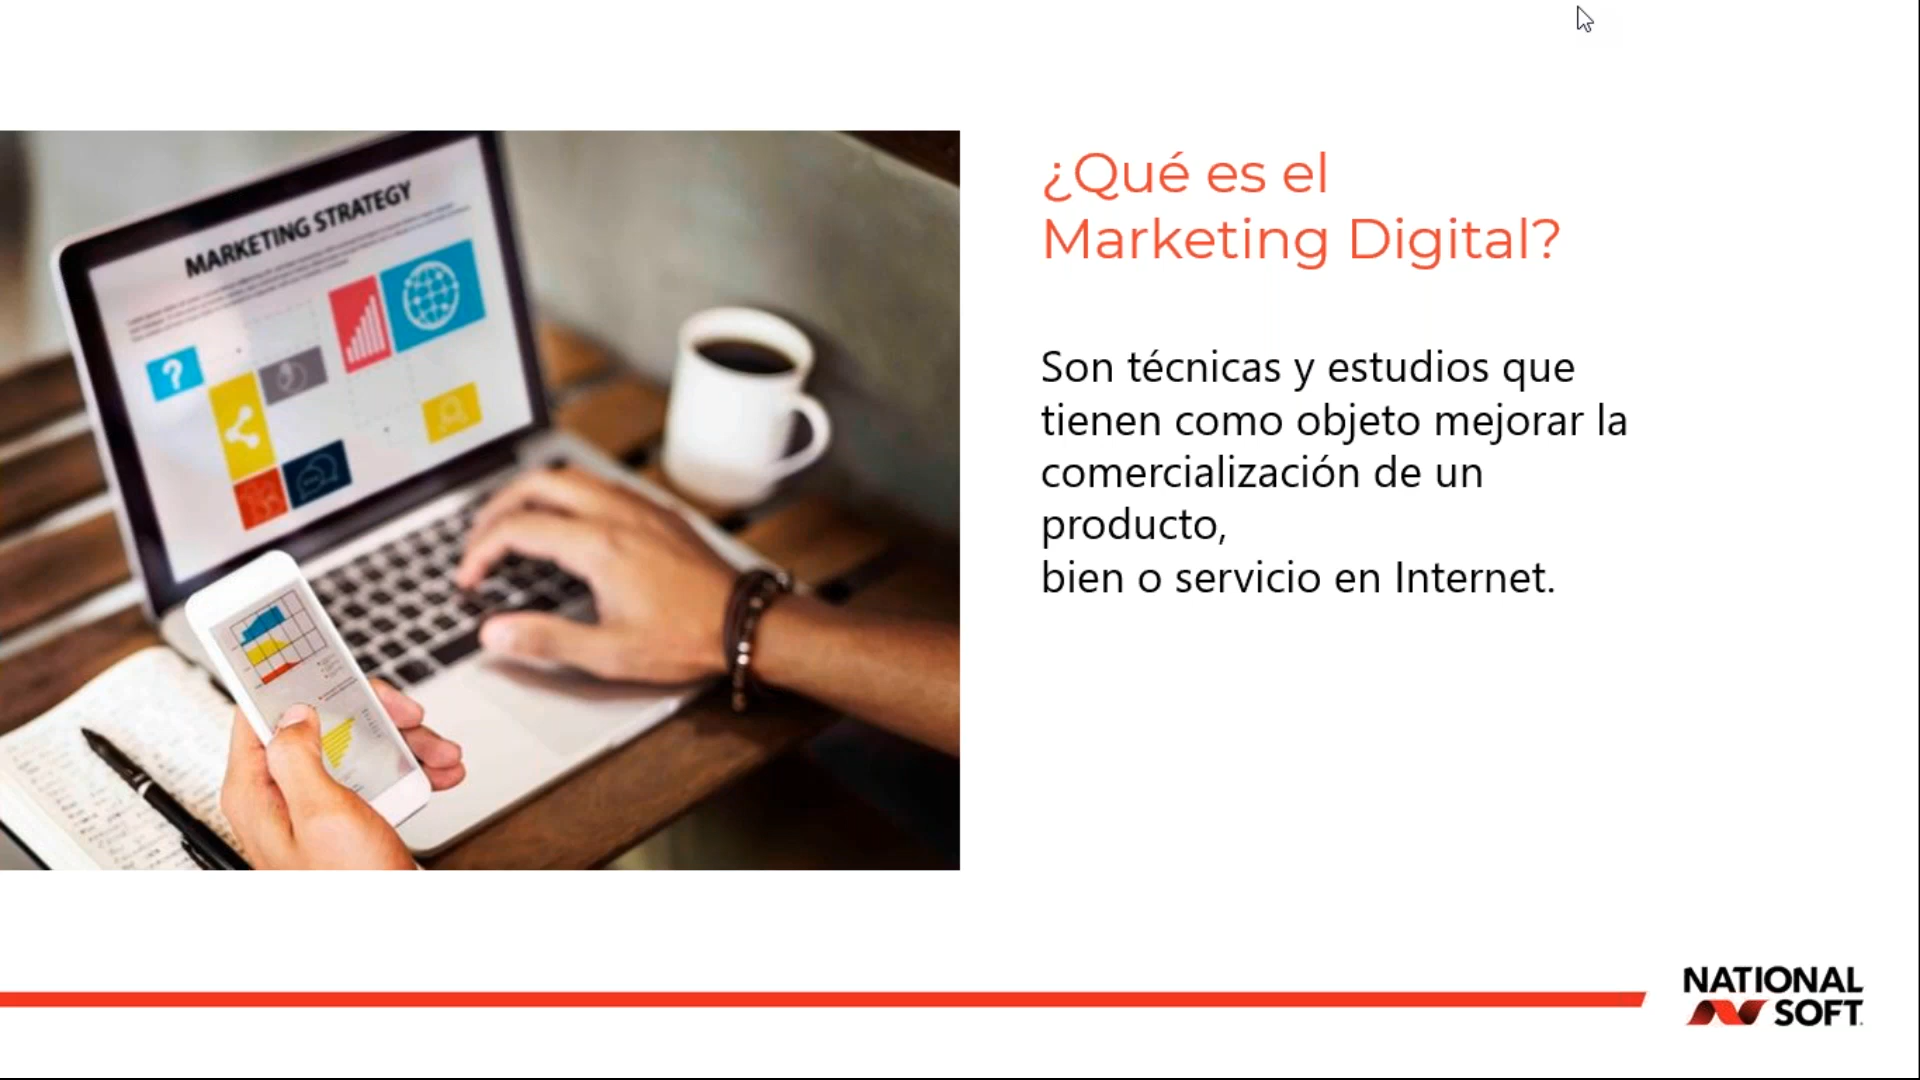 ¿Qué es el
Marketing Digital?
Son técnicas y estudios que
tienen como objeto mejorar la
comercialización de un
producto,
bien o servicio en Internet.
MARKETING STRATEGY
?
NATIONAL
SOFT